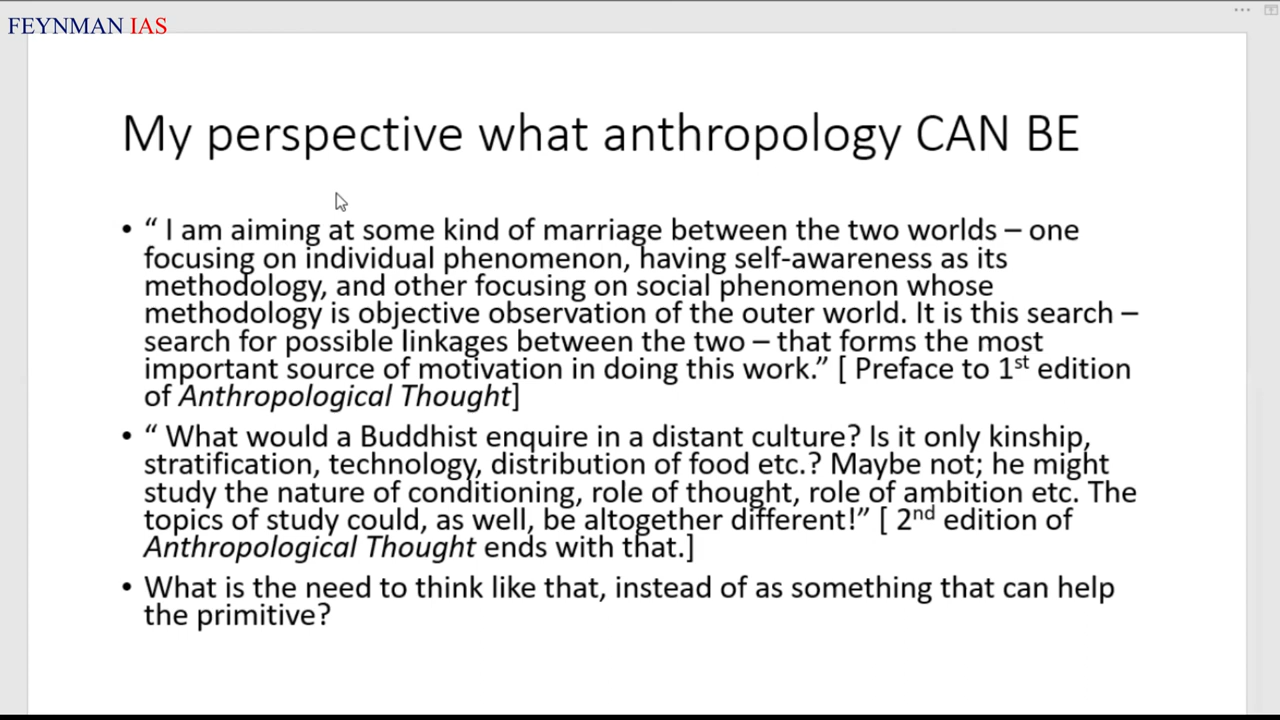 FEYNMAN IAS
My perspective what anthropology CAN BE
• “ I am aiming at some kind of marriage between the two worlds – one
focusing on individual phenomenon, having self-awareness as its
methodology, and other focusing on social phenomenon whose
methodology is objective observation of the outer world. It is this search –
search for possible linkages between the two – that forms the most
important source of motivation in doing this work.” [ Preface to 1st edition
of Anthropological Thought]
• “ What would a Buddhist enquire in a distant culture? Is it only kinship,
stratification, technology, distribution of food etc.? Maybe not; he might
study the nature of conditioning, role of thought, role of ambition etc. The
topics of study could, as well, be altogether different!” [ 2nd edition of
Anthropological Thought ends with that.]
• What is the need to think like that, instead of as something that can help
the primitive?